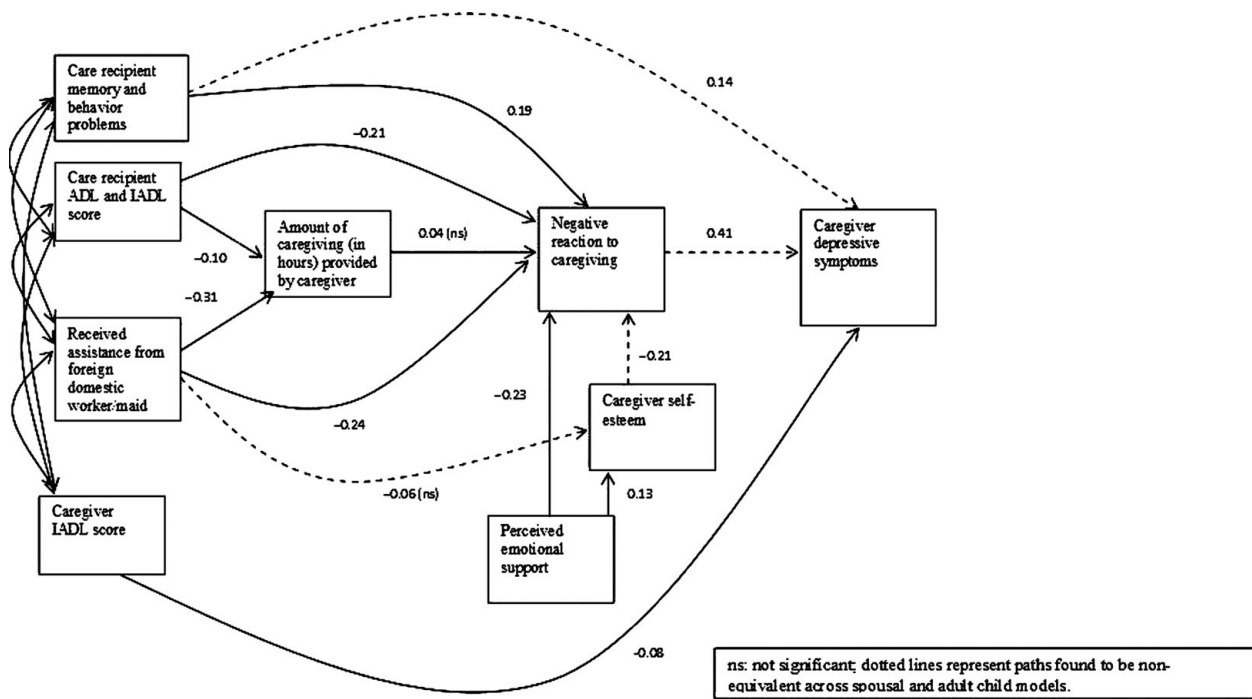 Care recipient
memory and
behavior
problems
0.14
0.19
−0.21
Care recipient
ADL and IADL
score
Amount of
caregiving (in
hours) provided
by caregiver
0.04 (ns)
Negative
reaction to
caregiving
0.41
Caregiver
depressive
symptoms
−0.10
−0.31
Received
assistance from
foreign
domestic
worker/maid
−0.21
−0.23
Caregiver self-
esteem
−0.24
−0.06 (ns)
0.13
Caregiver
IADL score
Perceived
emotional
support
−0.08
ns: not significant; dotted lines represent paths found to be non-
equivalent across spousal and adult child models.